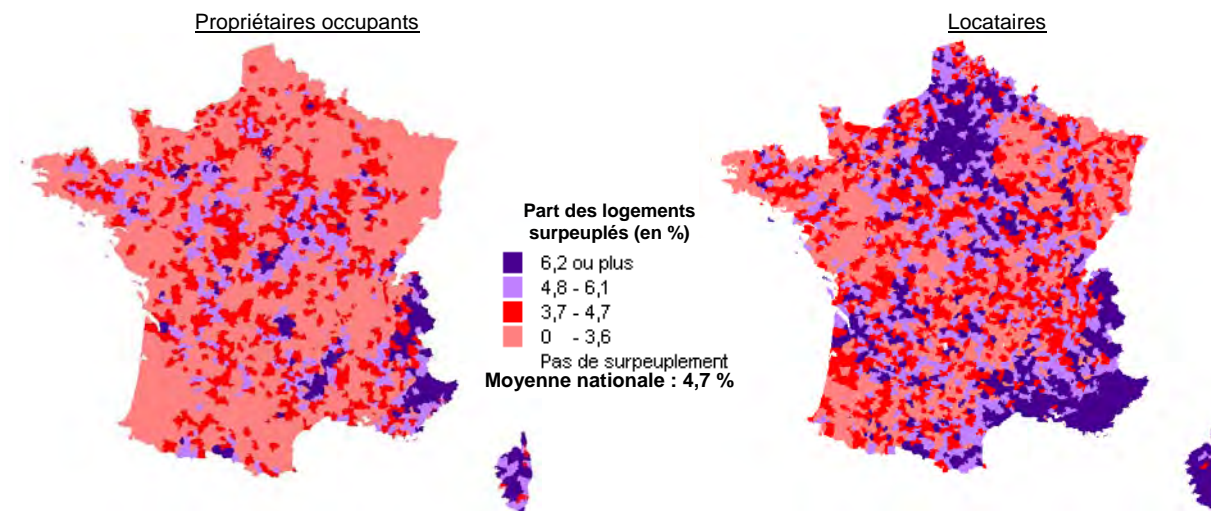 Propriétaires occupants
Locataires
Part des logements
surpeuplés (en %)
6,2 ou plus
4,8 - 6,1
3,7 - 4,7
0 - 3,6
Pas de surpeuplement
Moyenne nationale : 4,7 %